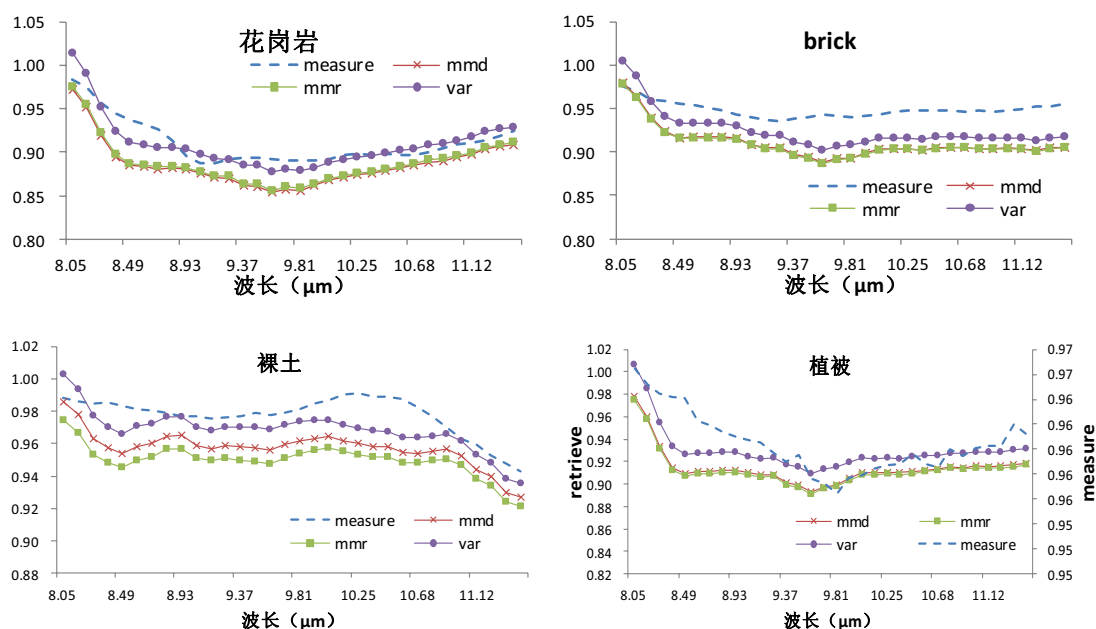 花岗岩
1.05
1.00
0.95
0.90
0.85
0.80
measure
mmd
mmr
var
8.05 8.49 8.93 9.37 9.81 10.25 10.68 11.12
波长（μm）
brick
1.05
1.00
0.95
0.90
0.85
0.80
measure
mmd
mmr
var
8.05 8.49 8.93 9.37 9.81 10.25 10.68 11.12
波长（μm）
裸土
1.02
1.00
0.98
0.96
0.94
0.92
0.90
0.88
measure
mmd
mmr
var
8.05 8.49 8.93 9.37 9.81 10.25 10.68 11.12
波长（μm）
植被
retrieve
1.02
1.00
0.98
0.96
0.94
0.92
0.90
0.88
0.86
0.84
0.82
mmd
mmr
var
measure
0.97
0.97
0.96
0.96
0.96
0.96
0.96
0.95
0.95
0.95
measure
8.05 8.49 8.93 9.37 9.81 10.25 10.68 11.12
波长（μm）